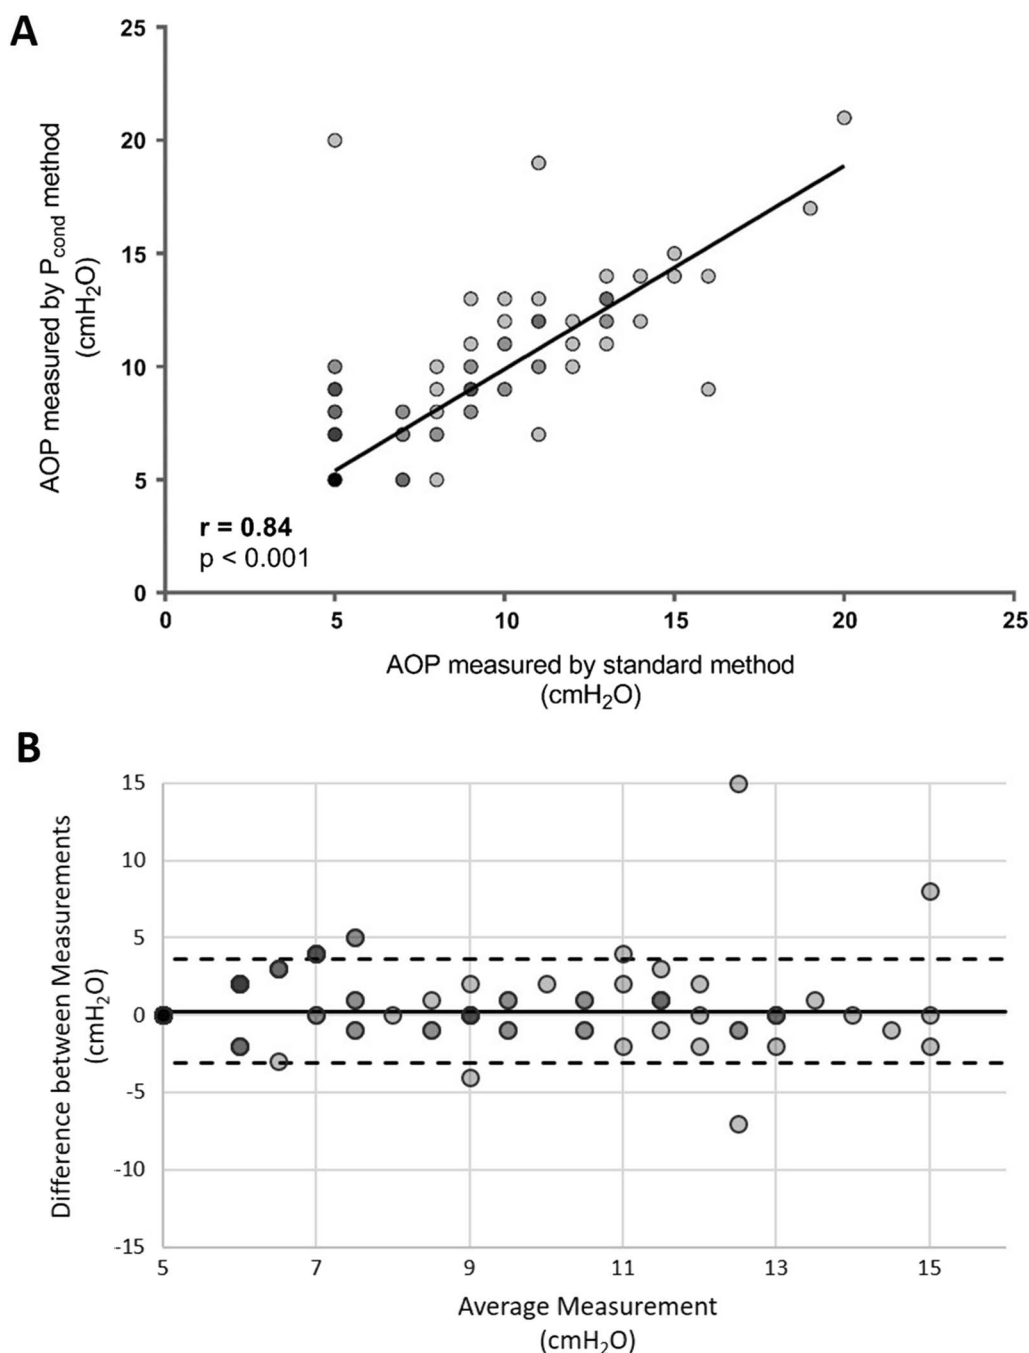 A
25
20
15
10
5
0
AOP measured by Pcond method
(cmH2O)
r = 0.84
p < 0.001
0 5 10 15 20 25
AOP measured by standard method
(cmH2O)
B
15
10
5
0
-5
-10
-15
Difference between Measurements
(cmH2O)
5 7 9 11 13 15
Average Measurement
(cmH2O)